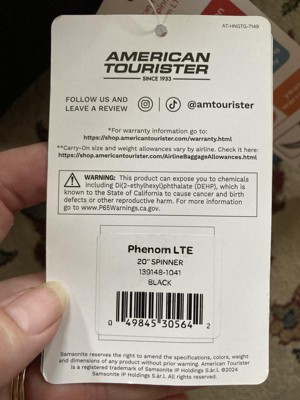 AT-HNGTG-7149
AMERICAN
TOURISTER
SINCE 1933
FOLLOW US AND
LEAVE A REVIEW
@amtourister
*For warranty information go to:
https://shop.americantourister.com/warranty.html
**Carry-On size and weight allowances vary by airline. Check it here:
https://shop.americantourister.com/AirlineBaggageAllowances.html
WARNING: This product can expose you to chemicals
including Di(2-ethylhexyl)phthalate (DEHP), which is
known to the State of California to cause cancer and birth
defects or other reproductive harm. For more information
go to www.P65Warnings.ca.gov.
Phenom LTE
20" SPINNER
139148-1041
BLACK
0 49845 30564 2
Samsonite reserves the right to amend the specifications, colors, weight
and dimensions of any product without prior warning. American Tourister
is a registered trademark of Samsonite IP Holdings S.àr.l. ©2024
Samsonite IP Holdings S.àr.l. All rights reserved.